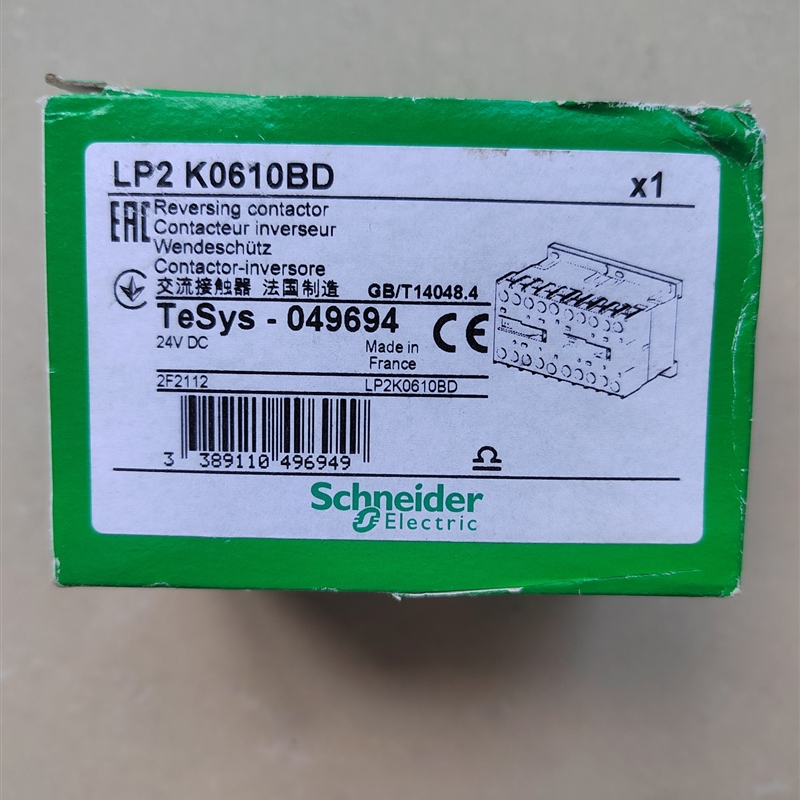 LP2 K0610BD x1
EAC Reversing contactor
Contacteur inverseur
Wendeschütz
Contactor-inversore
交流接触器 法国制造 GB/T14048.4
TeSys - 049694 CE
24V DC
Made in
France
2F2112 LP2K0610BD
3 389110 496949
Schneider
Electric